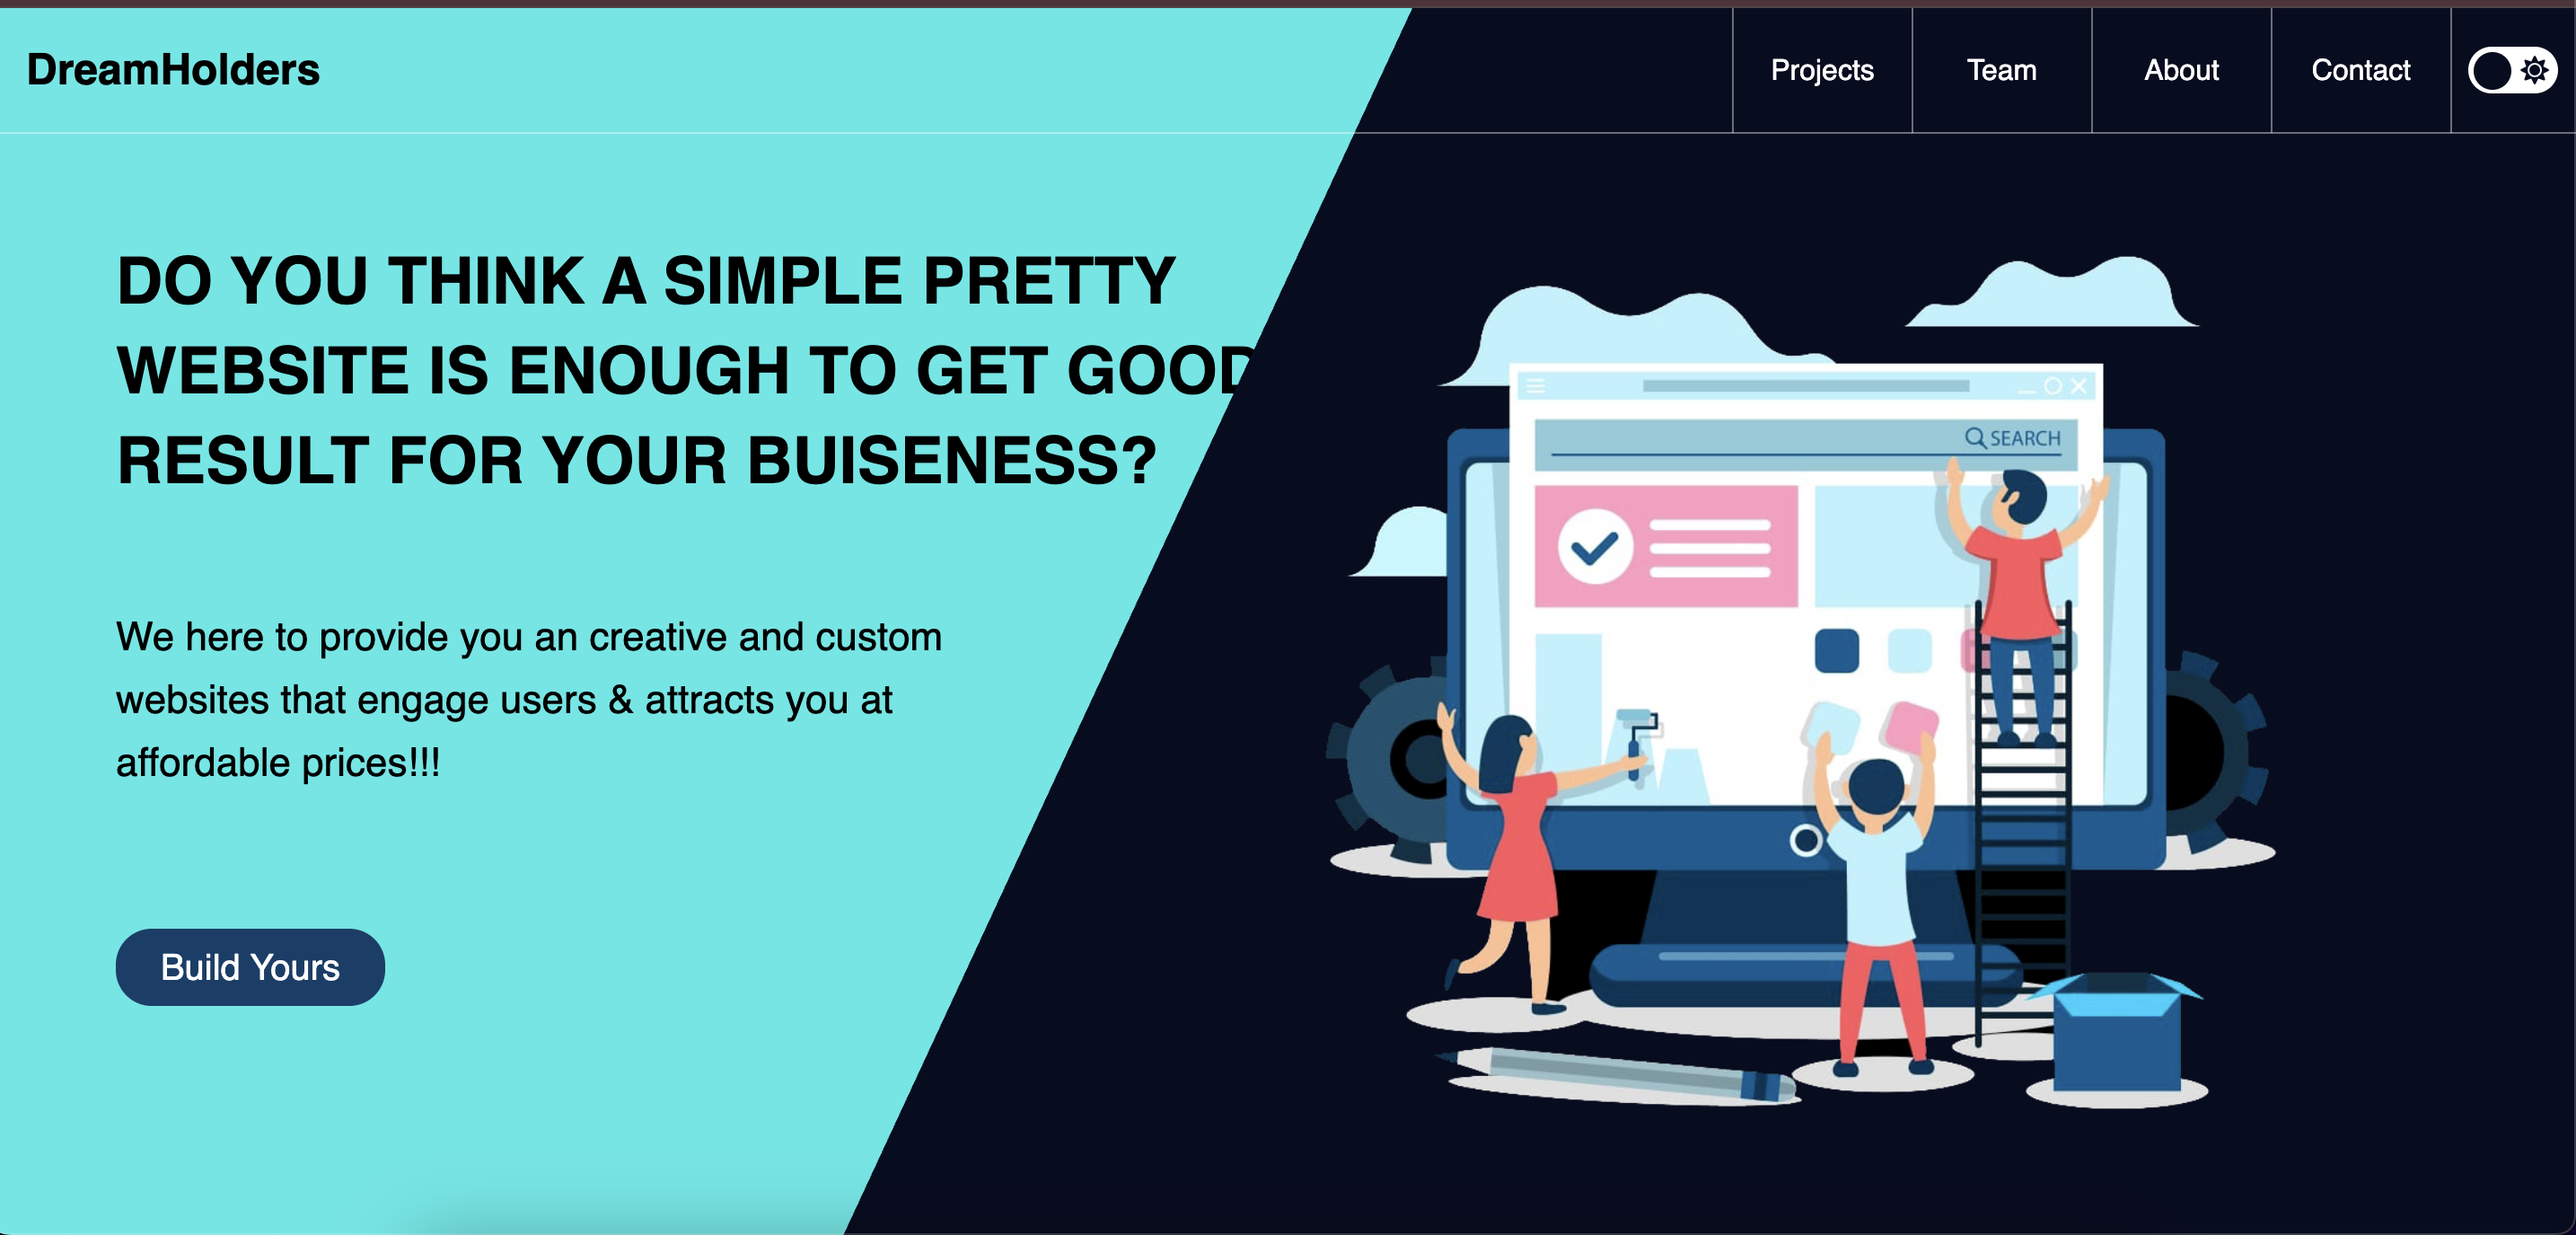 DreamHolders
Projects
Team
About
Contact
DO YOU THINK A SIMPLE PRETTY
WEBSITE IS ENOUGH TO GET GOOD
RESULT FOR YOUR BUISENESS?
We here to provide you an creative and custom
websites that engage users & attracts you at
affordable prices!!!
Build Yours
SEARCH